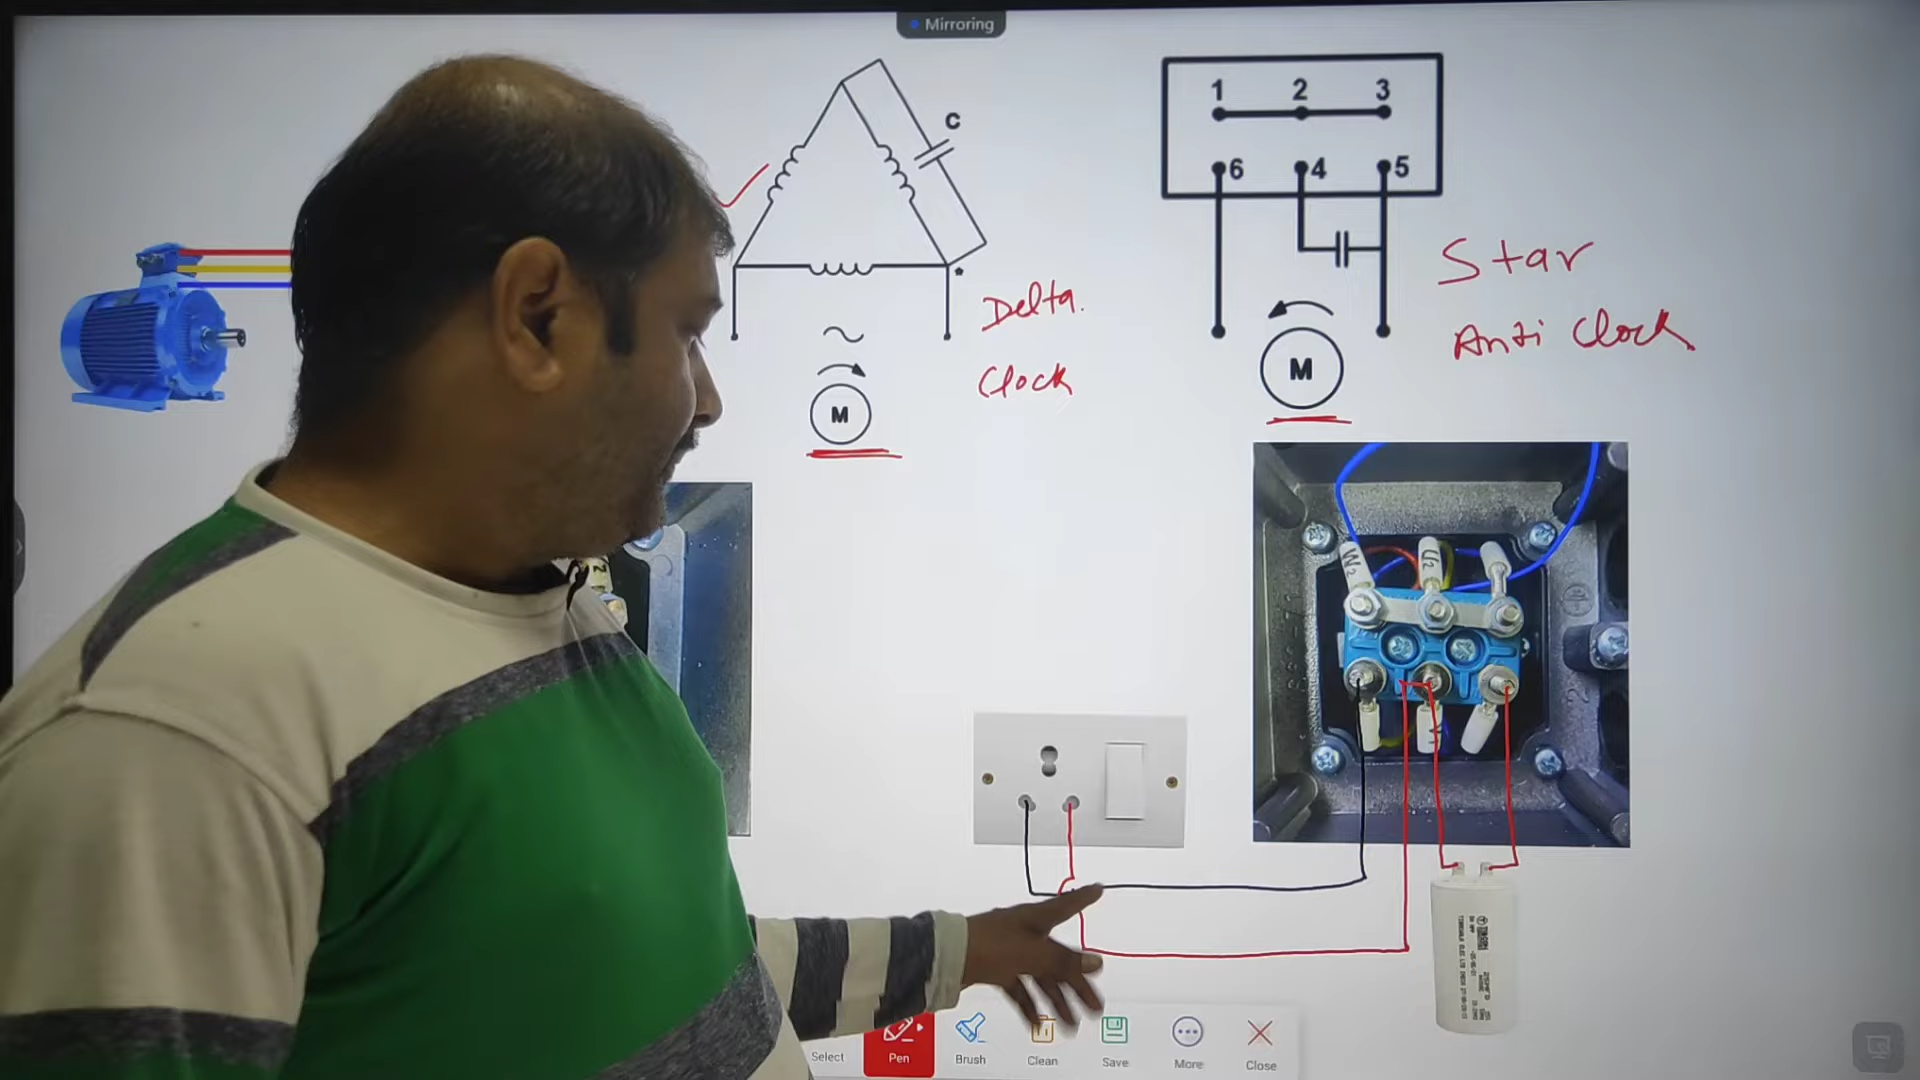 Mirroring
C
Delta.
Clock
M
1 2 3
6 4 5
Star
Anti Clock
M
W2 U2
Select Pen Brush Clean Save More Close